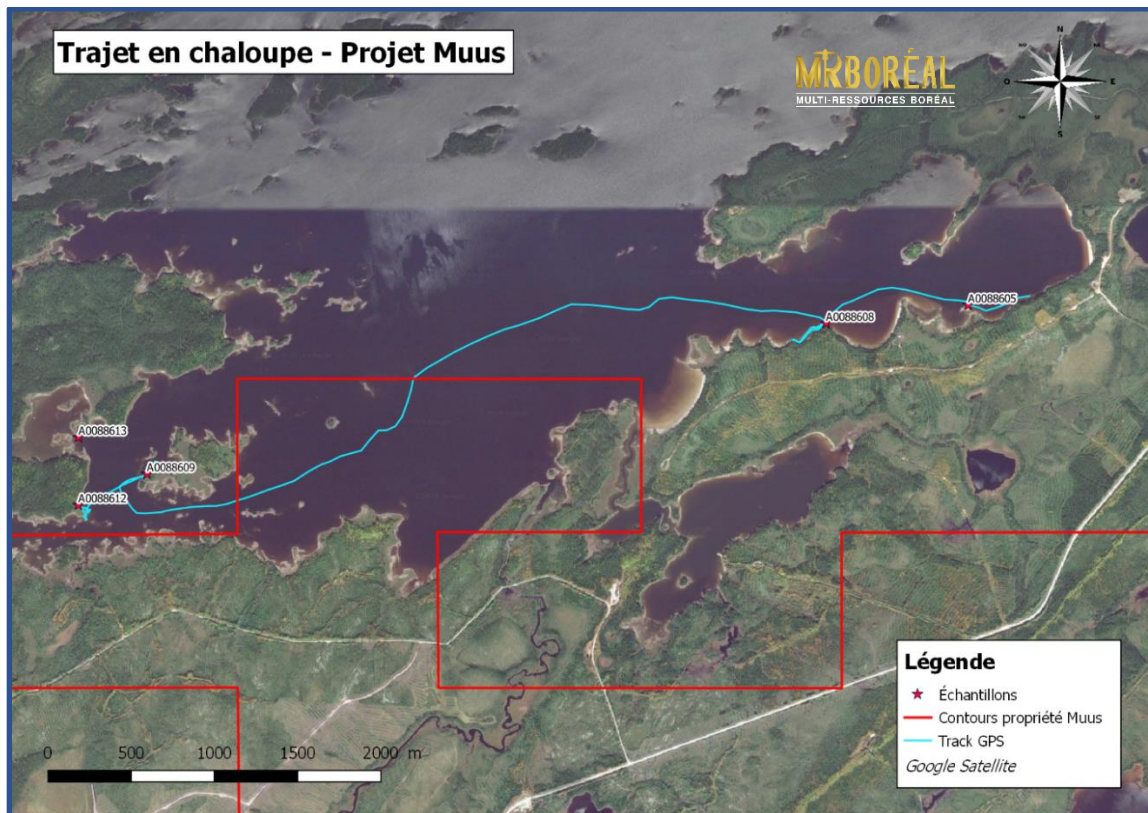 Trajet en chaloupe - Projet Muus
MRBORÉAL
MULTI-RESSOURCES BORÉAL
N
O
E
S
A0088605
A0088608
A0088613
A0088609
A0088612
Légende
Échantillons
Contours propriété Muus
Track GPS
Google Satellite
0 500 1000 1500 2000 m